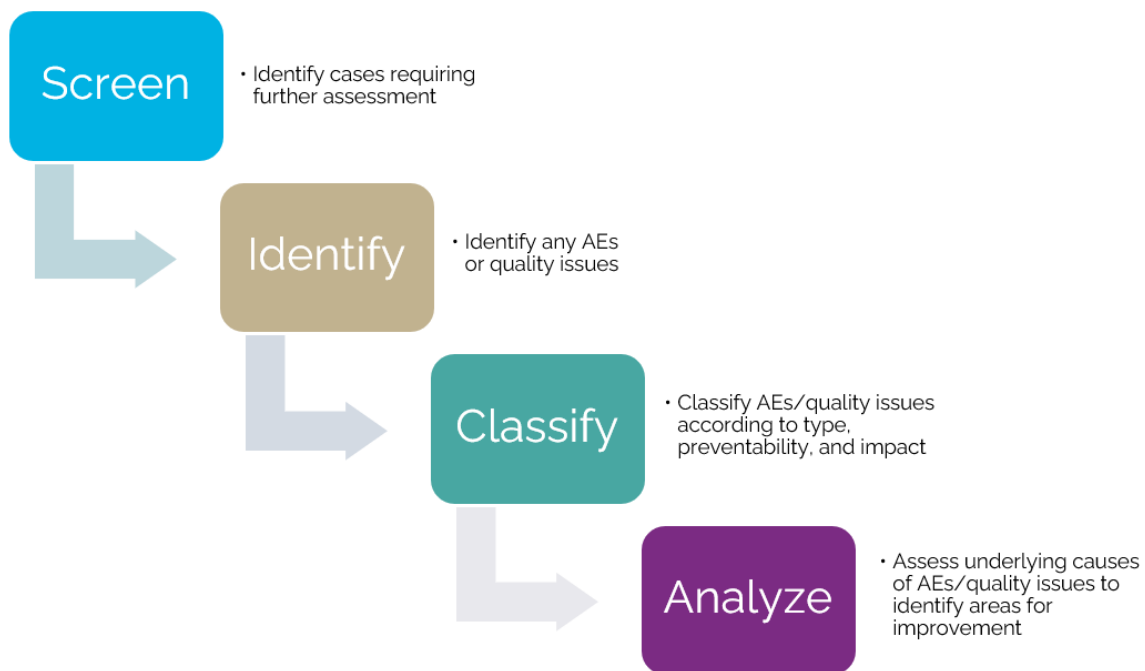 Screen
• Identify cases requiring
further assessment
Identify
• Identify any AEs
or quality issues
Classify
• Classify AEs/quality issues
according to type,
preventability, and impact
Analyze
• Assess underlying causes
of AEs/quality issues to
identify areas for
improvement